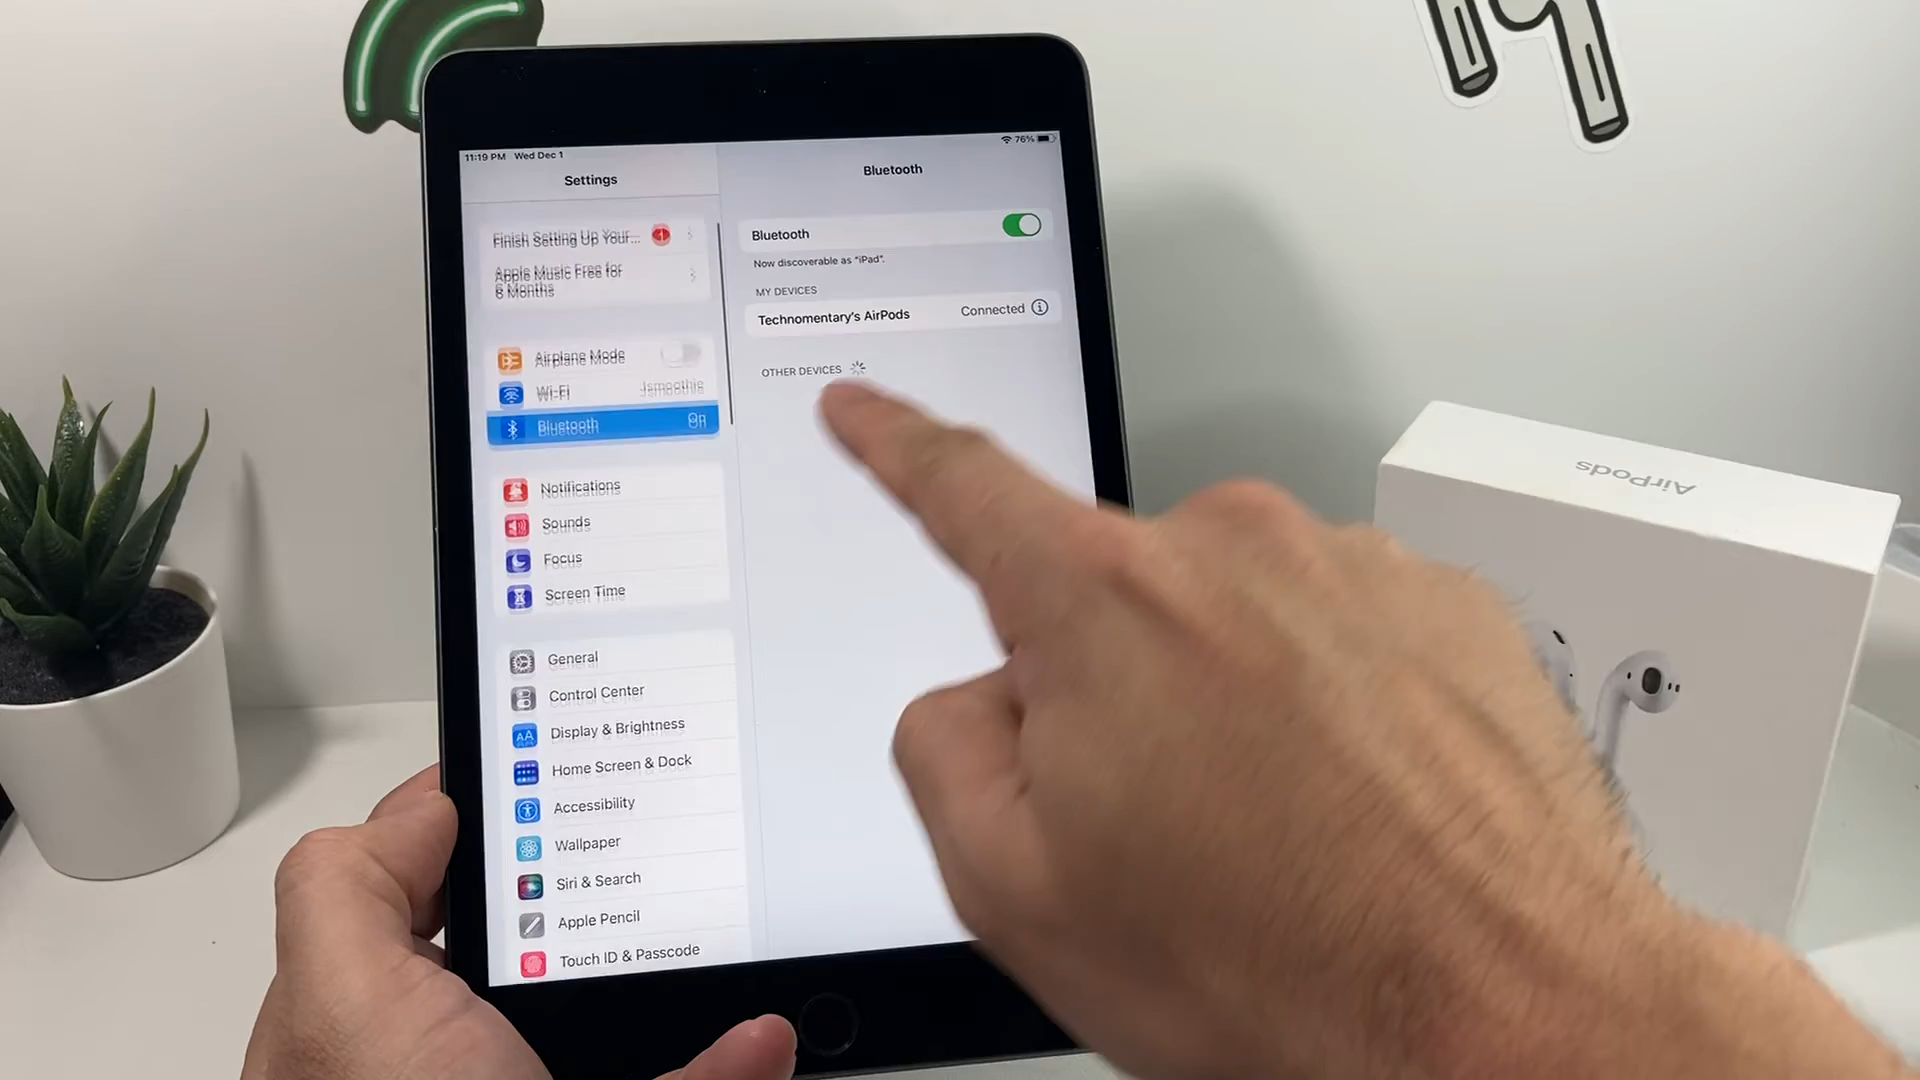 11:19 PM Wed Dec 1
76%
Settings
Finish Setting Up Your... 1
Apple Music Free for
6 Months
Airplane Mode
Wi-Fi Jsmoothie
Bluetooth On
Notifications
Sounds
Focus
Screen Time
General
Control Center
AA Display & Brightness
Home Screen & Dock
Accessibility
Wallpaper
Siri & Search
Apple Pencil
Touch ID & Passcode
Bluetooth
Bluetooth
Now discoverable as “iPad”.
MY DEVICES
Technomentary's AirPods Connected i
OTHER DEVICES
AirPods